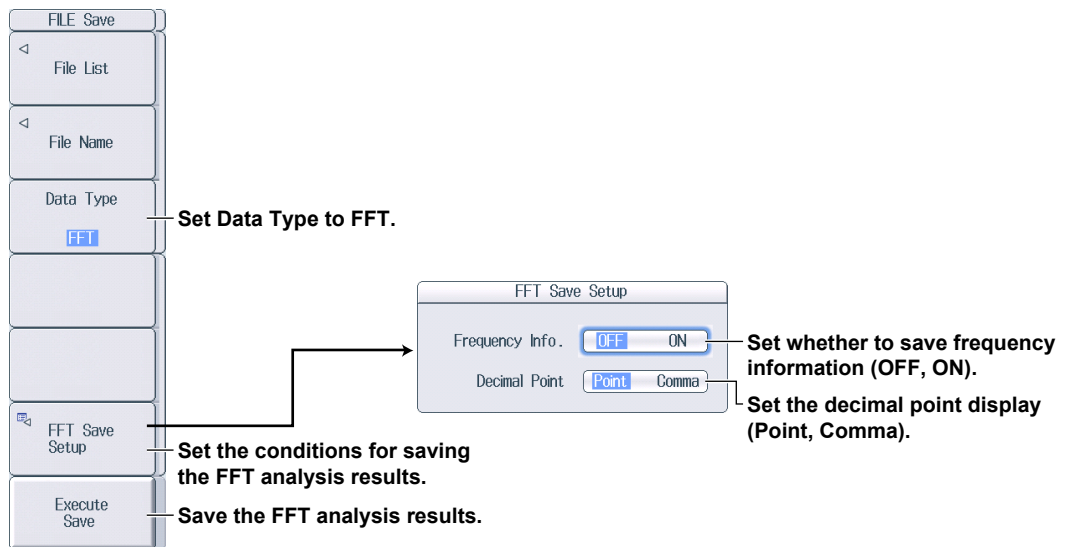 FILE Save
File List
File Name
Data Type
FFT
Set Data Type to FFT.
FFT Save Setup
Frequency Info. OFF ON
Set whether to save frequency
information (OFF, ON).
Decimal Point Point Comma
Set the decimal point display
(Point, Comma).
FFT Save
Setup
Set the conditions for saving
the FFT analysis results.
Execute
Save
Save the FFT analysis results.